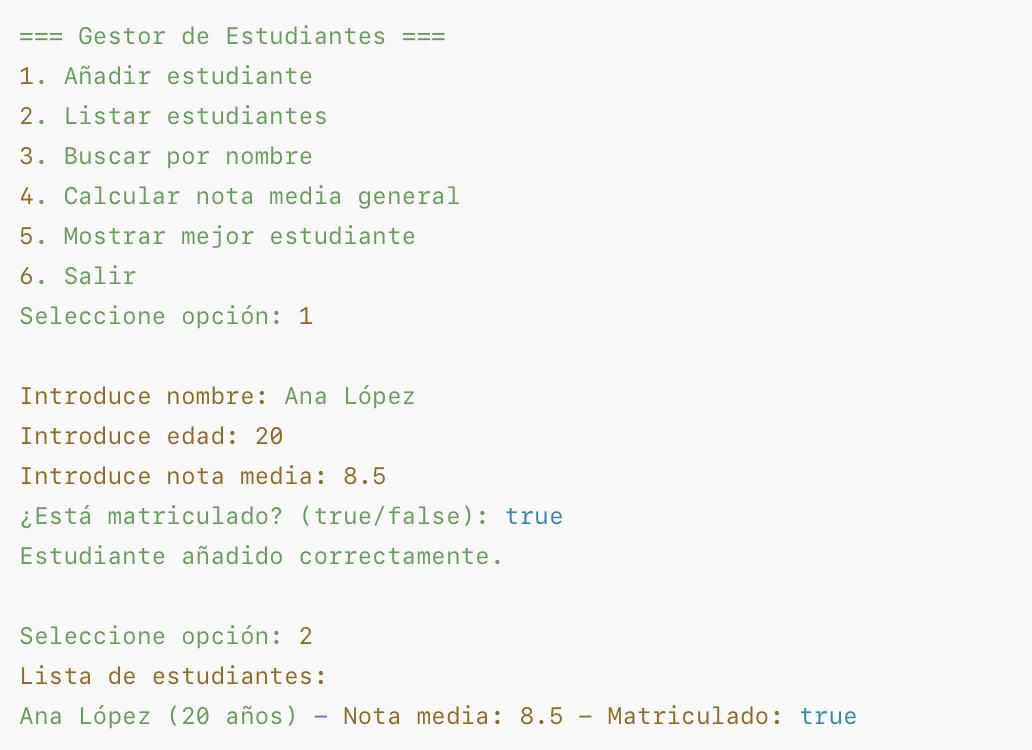 === Gestor de Estudiantes ===
1. Añadir estudiante
2. Listar estudiantes
3. Buscar por nombre
4. Calcular nota media general
5. Mostrar mejor estudiante
6. Salir
Seleccione opción: 1
Introduce nombre: Ana López
Introduce edad: 20
Introduce nota media: 8.5
¿Está matriculado? (true/false): true
Estudiante añadido correctamente.
Seleccione opción: 2
Lista de estudiantes:
Ana López (20 años) – Nota media: 8.5 – Matriculado: true